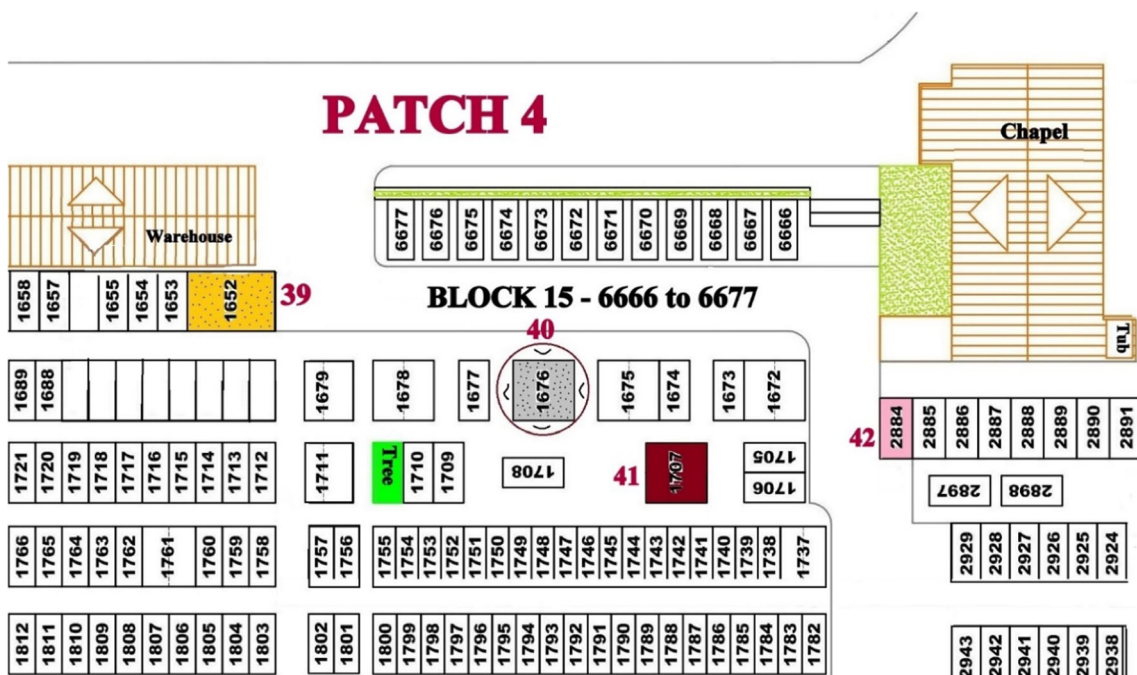 PATCH 4
Chapel
Warehouse
6677 6676 6675 6674 6673 6672 6671 6670 6669 6668 6667 6666
1658 1657 1655 1654 1653 1652 39
BLOCK 15 - 6666 to 6677
Tub
40
1689 1688 1679 1678 1677 1676 1675 1674 1673 1672
42 2884 2885 2886 2887 2888 2889 2890 2891
1721 1720 1719 1718 1717 1716 1715 1714 1713 1712 1711 Tree 1710 1709 1708 41 1707 1705
1706
2897 2898
1766 1765 1764 1763 1762 1761 1760 1759 1758 1757 1756 1755 1754 1753 1752 1751 1750 1749 1748 1747 1746 1745 1744 1743 1742 1741 1740 1739 1738 1737
2929 2928 2927 2926 2925 2924
1812 1811 1810 1809 1808 1807 1806 1805 1804 1803 1802 1801 1800 1799 1798 1797 1796 1795 1794 1793 1792 1791 1790 1789 1788 1787 1786 1785 1784 1783 1782
2943 2942 2941 2940 2939 2938